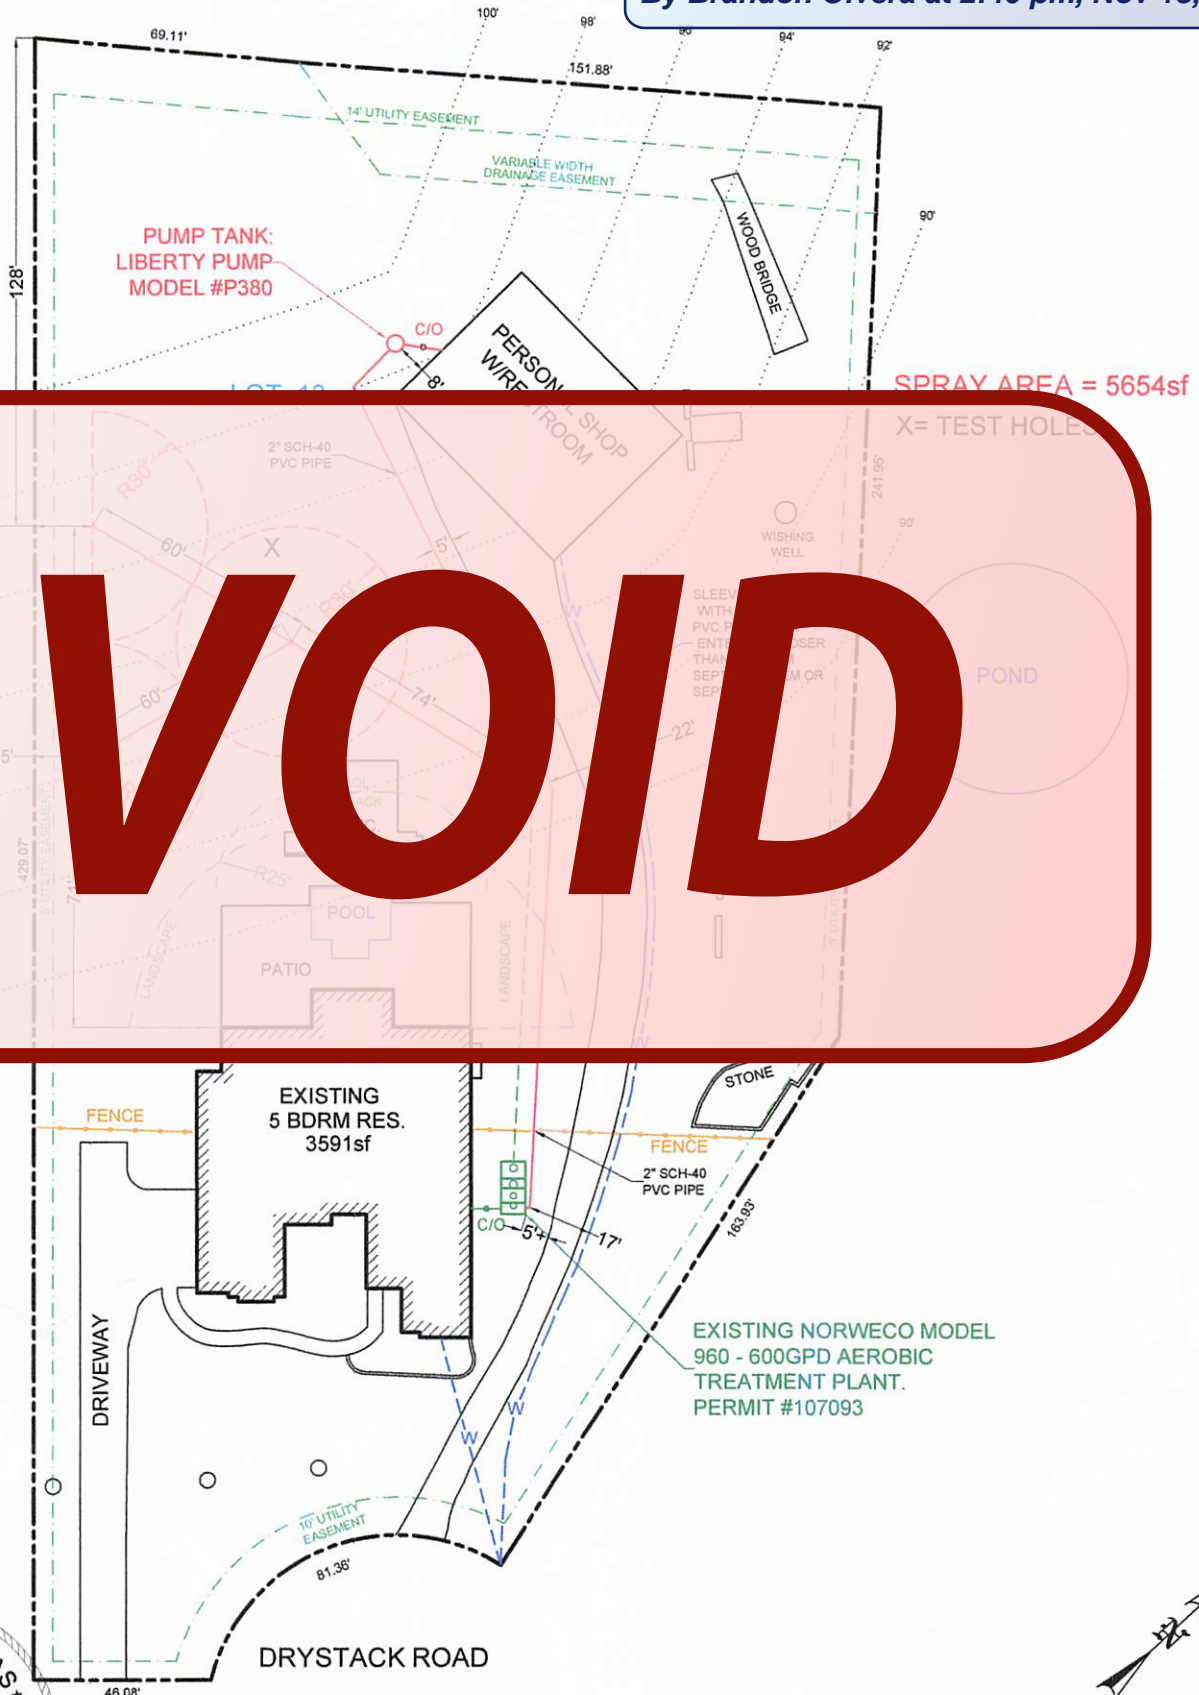 100'
98'
94'
92'
69.11'
151.88'
14' UTILITY EASEMENT
VARIABLE WIDTH
DRAINAGE EASEMENT
90'
WOOD BRIDGE
128'
PUMP TANK:
LIBERTY PUMP
MODEL #P380
C/O
8'
SPRAY AREA = 5654sf
X= TEST HOLES
2" SCH-40
PVC PIPE
241.95'
R30'
90'
60'
X
5'
WISHING
WELL
R30'
VOID
W
POND
60'
74'
22'
5'
429.07'
71'
R25'
POOL
LANDSCAPE
LANDSCAPE
PATIO
STONE
EXISTING
5 BDRM RES.
3591sf
FENCE
FENCE
2" SCH-40
PVC PIPE
C/O
5'+
17'
163.93'
EXISTING NORWECO MODEL
960 - 600GPD AEROBIC
TREATMENT PLANT.
PERMIT #107093
DRIVEWAY
W
W
10' UTILITY
EASEMENT
81.36'
DRYSTACK ROAD
46.08'